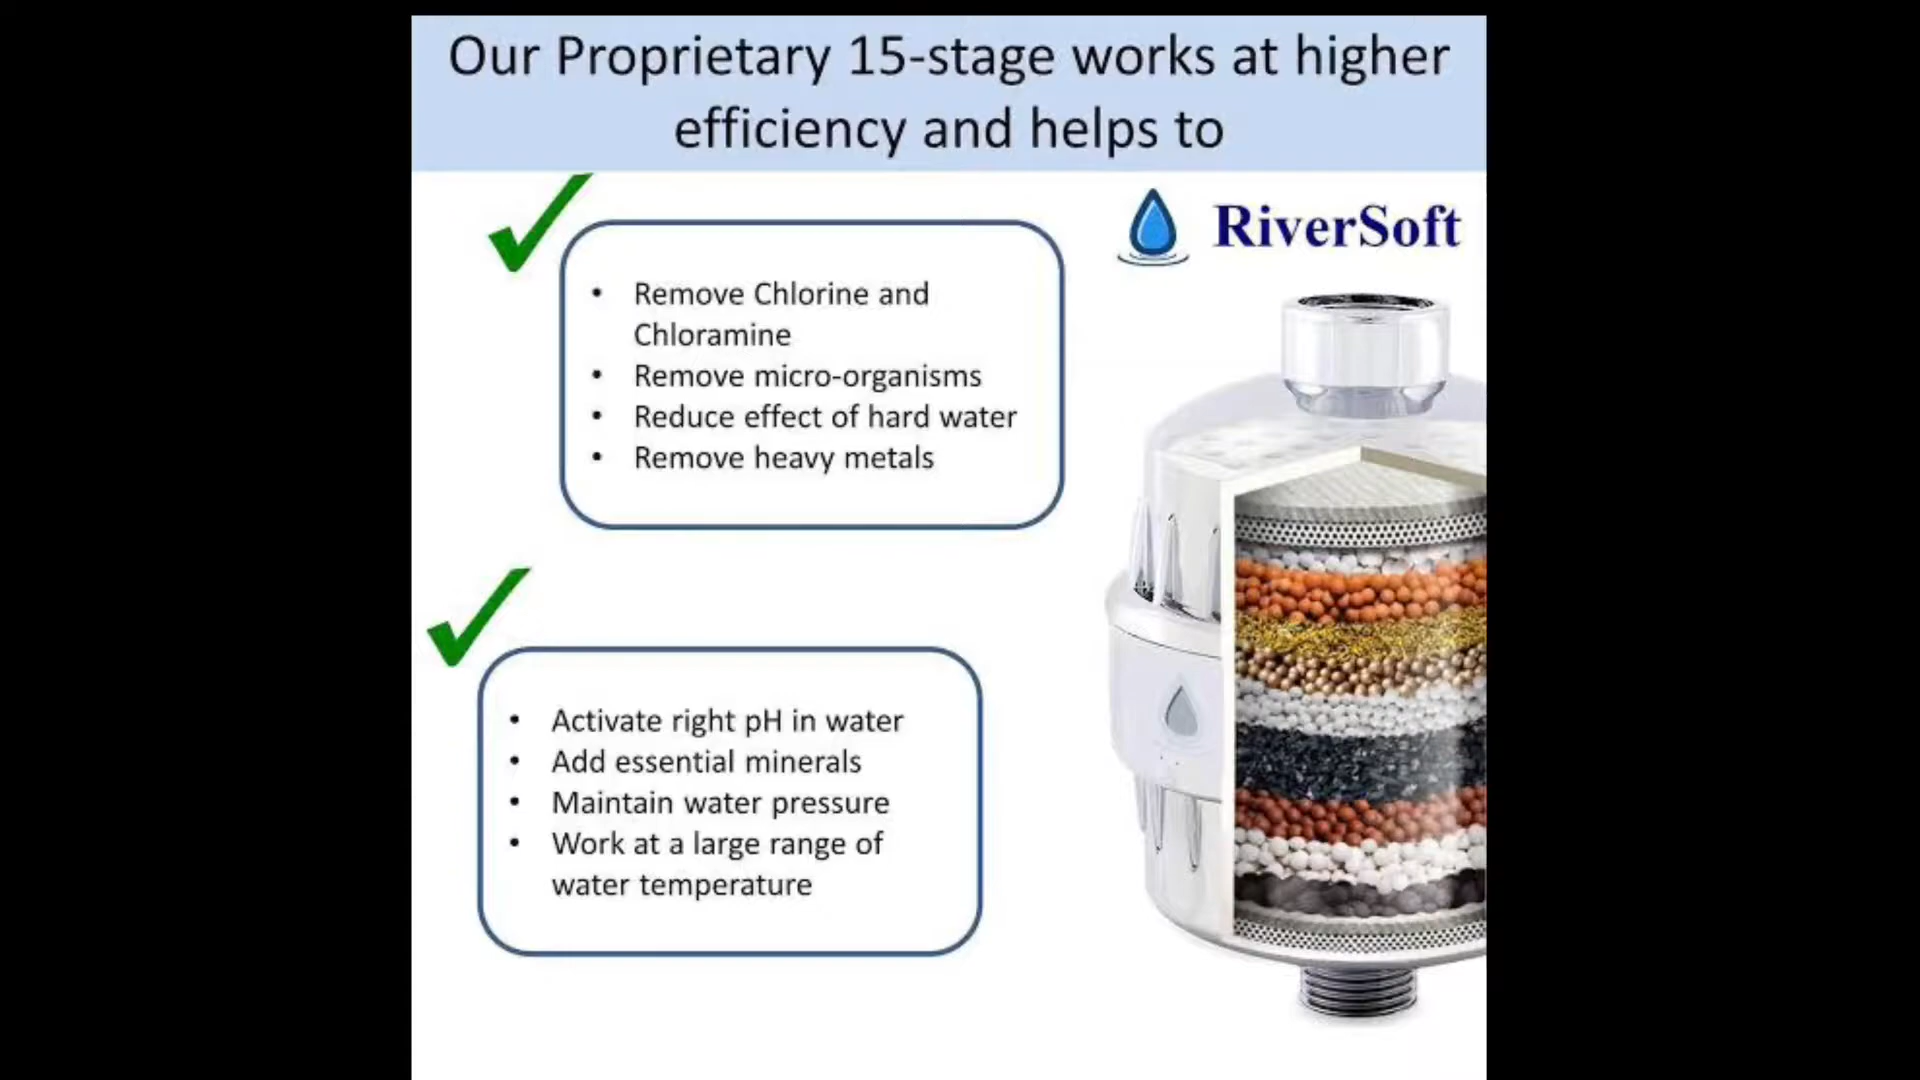 Our Proprietary 15-stage works at higher
efficiency and helps to
RiverSoft
• Remove Chlorine and
Chloramine
• Remove micro-organisms
• Reduce effect of hard water
• Remove heavy metals
• Activate right pH in water
• Add essential minerals
• Maintain water pressure
• Work at a large range of
water temperature